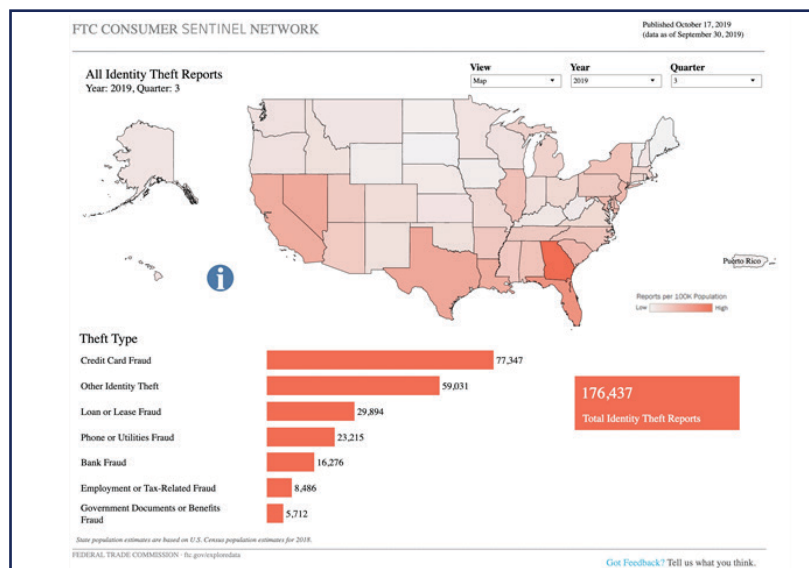 FTC CONSUMER SENTINEL NETWORK
Published October 17, 2019
(data as of September 30, 2019)
All Identity Theft Reports
Year: 2019, Quarter: 3
View
Year
Quarter
Map
2019
3
i
Puerto Rico
Reports per 100K Population
Low
High
Theft Type
Credit Card Fraud
77,347
Other Identity Theft
59,031
Loan or Lease Fraud
29,894
Phone or Utilities Fraud
23,215
Bank Fraud
16,276
Employment or Tax-Related Fraud
8,486
Government Documents or Benefits
Fraud
5,712
176,437
Total Identity Theft Reports
State population estimates are based on U.S. Census population estimates for 2018.
FEDERAL TRADE COMMISSION · ftc.gov/exploredata
Got Feedback? Tell us what you think.